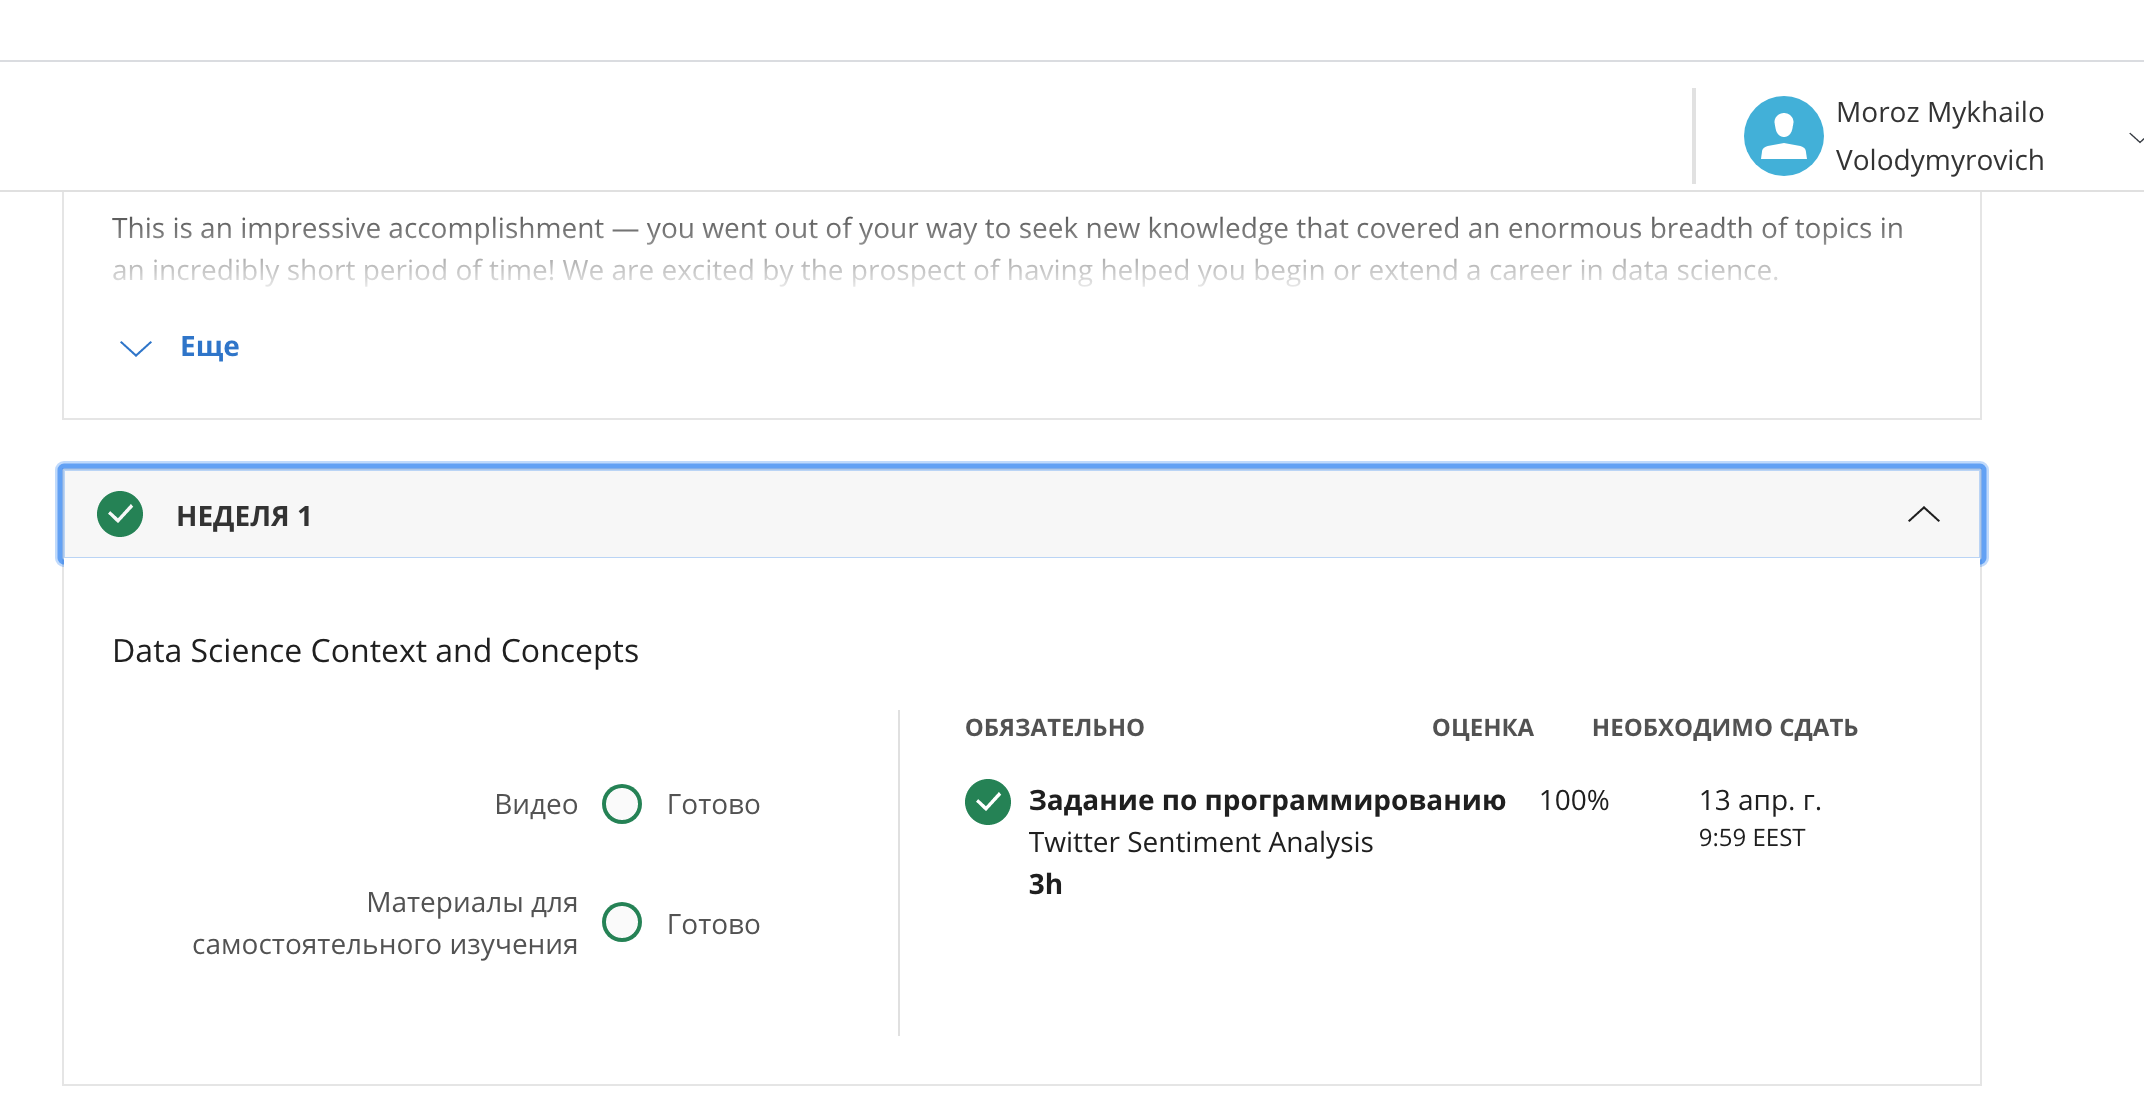 Moroz Mykhailo
Volodymyrovich
This is an impressive accomplishment — you went out of your way to seek new knowledge that covered an enormous breadth of topics in
an incredibly short period of time! We are excited by the prospect of having helped you begin or extend a career in data science.
Еще
НЕДЕЛЯ 1
Data Science Context and Concepts
Видео Готово
Материалы для
самостоятельного изучения Готово
ОБЯЗАТЕЛЬНО ОЦЕНКА НЕОБХОДИМО СДАТЬ
Задание по программированию 100% 13 апр. г.
Twitter Sentiment Analysis 9:59 EEST
3h